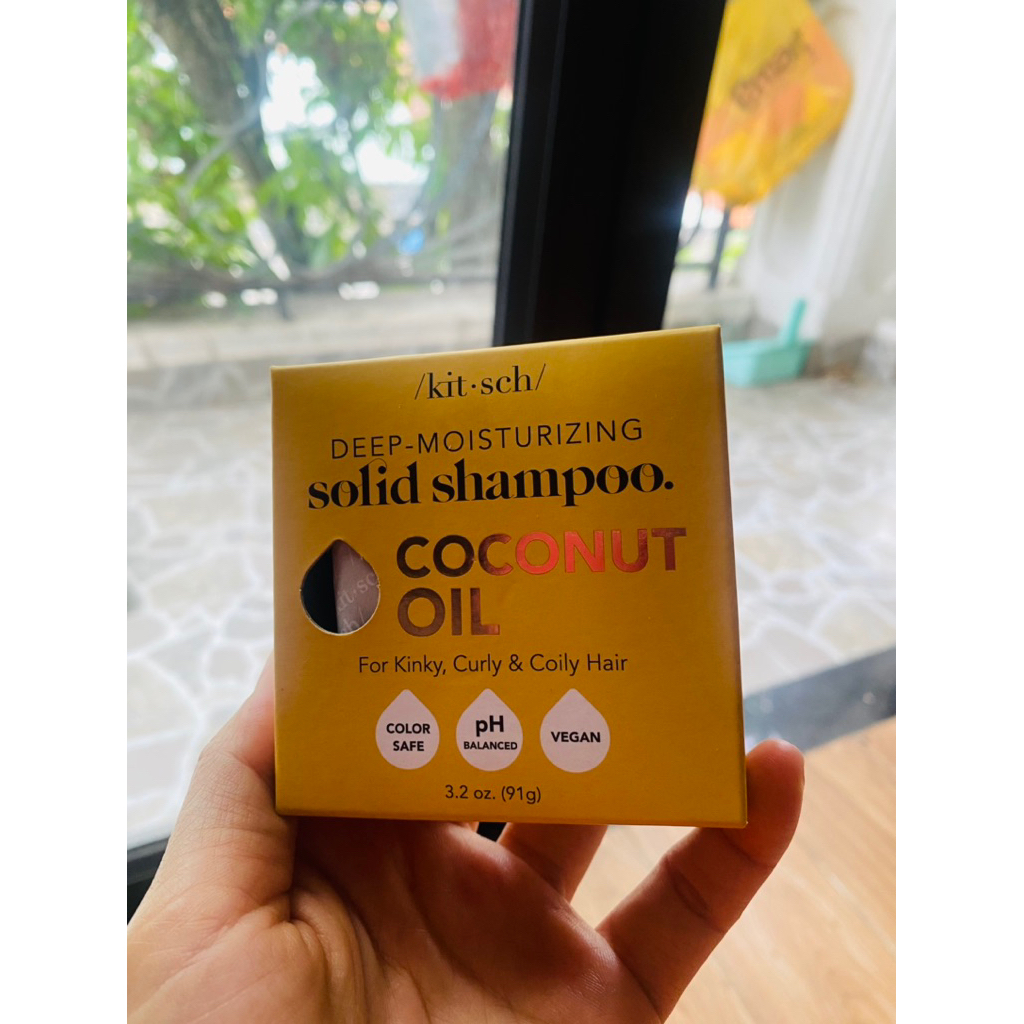 /kit·sch/
DEEP-MOISTURIZING
solid shampoo.
COCONUT
OIL
For Kinky, Curly & Coily Hair
COLOR
SAFE
pH
BALANCED
VEGAN
3.2 oz. (91g)